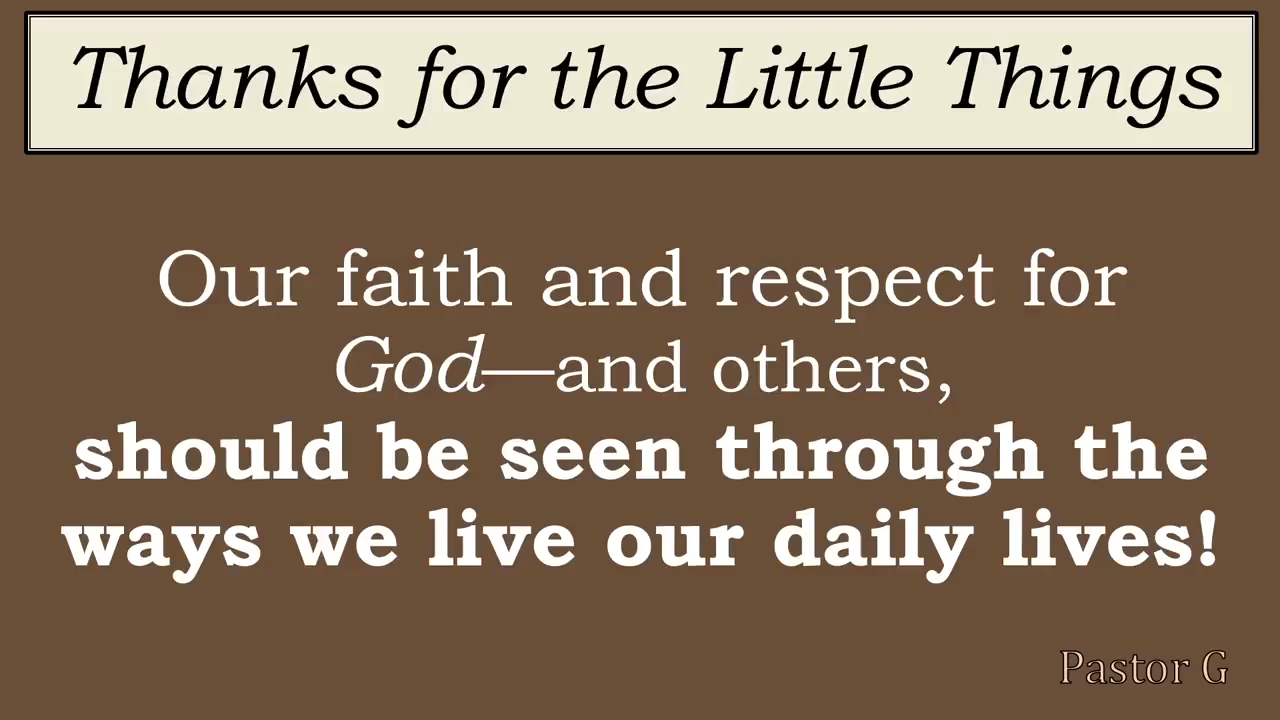 Thanks for the Little Things
Our faith and respect for
God—and others,
should be seen through the
ways we live our daily lives!
Pastor G